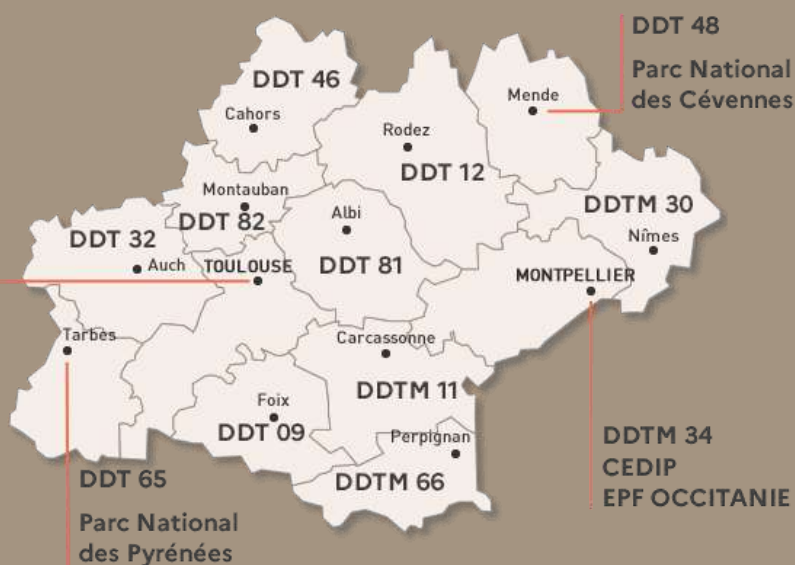 DDT 48
Parc National
des Cévennes
DDT 46
Cahors
Mende
Rodez
DDT 12
Montauban
DDT 82
Albi
DDTM 30
Nîmes
DDT 32
Auch
TOULOUSE
DDT 81
MONTPELLIER
Tarbes
Carcassonne
DDTM 11
Foix
DDT 09
Perpignan
DDTM 66
DDTM 34
CEDIP
EPF OCCITANIE
DDT 65
Parc National
des Pyrénées